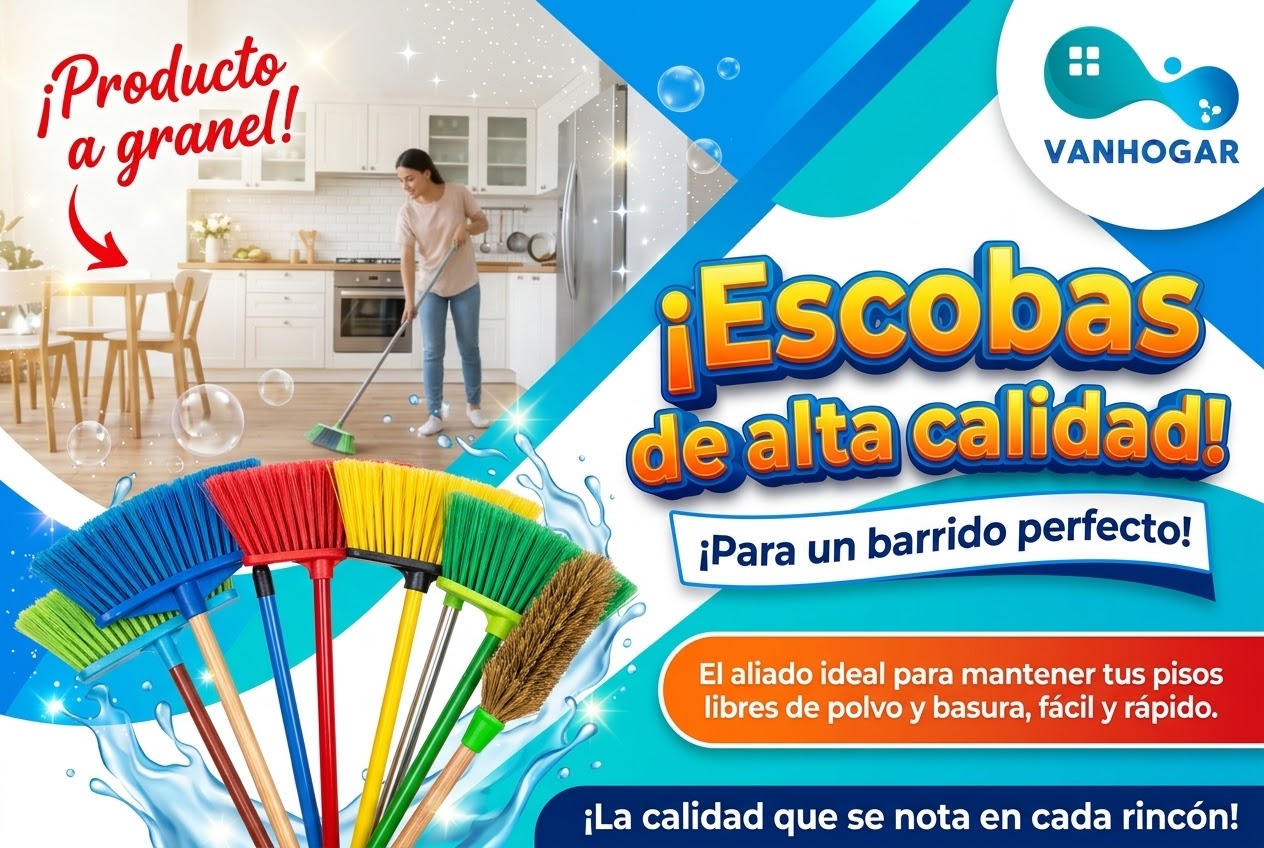 ¡Producto
a granel!
VANHOGAR
¡Escobas
de alta calidad!
¡Para un barrido perfecto!
El aliado ideal para mantener tus pisos
libres de polvo y basura, fácil y rápido.
¡La calidad que se nota en cada rincón!